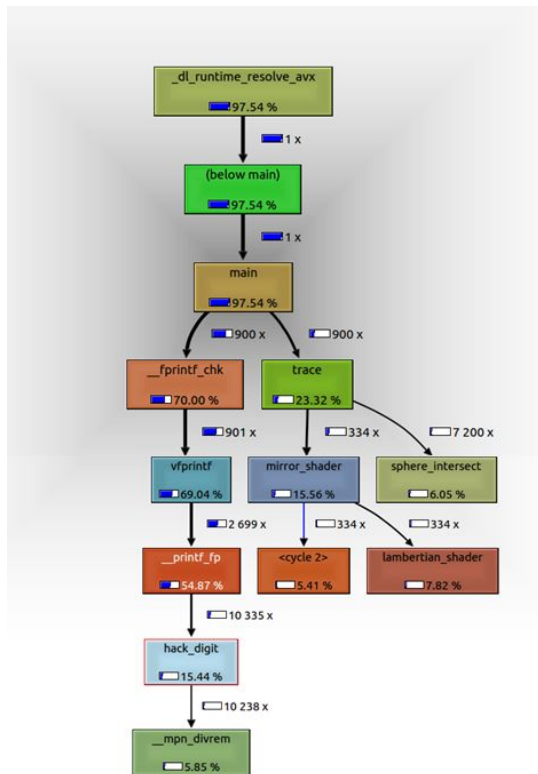 _dl_runtime_resolve_avx
97.54 %
1 x
(below main)
97.54 %
1 x
main
97.54 %
900 x
900 x
__fprintf_chk
70.00 %
trace
23.32 %
901 x
334 x
7 200 x
vfprintf
69.04 %
mirror_shader
15.56 %
sphere_intersect
6.05 %
2 699 x
334 x
334 x
__printf_fp
54.87 %
<cycle 2>
5.41 %
lambertian_shader
7.82 %
10 335 x
hack_digit
15.44 %
10 238 x
__mpn_divrem
5.85 %